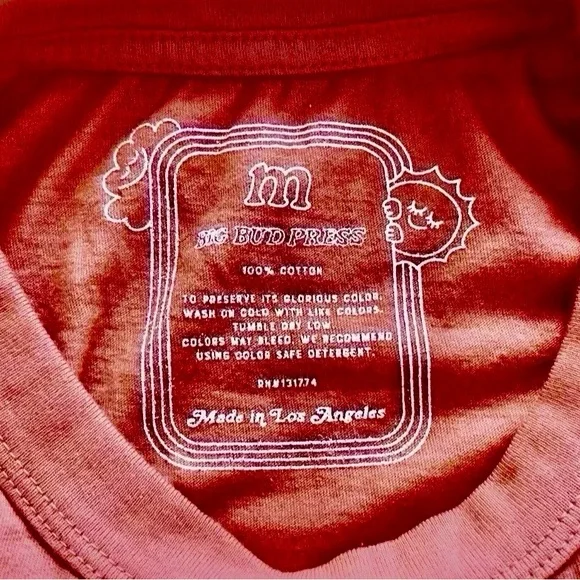 m
BIG BUD PRESS
100% COTTON
TO PRESERVE ITS GLORIOUS COLOR,
WASH ON COLD WITH LIKE COLORS.
TUMBLE DRY LOW.
COLORS MAY BLEED. WE RECOMMEND
USING COLOR SAFE DETERGENT.
RN#131774
Made in Los Angeles